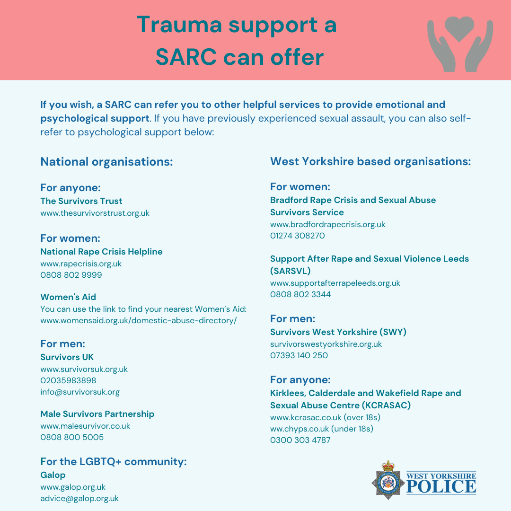 Trauma support a
SARC can offer
If you wish, a SARC can refer you to other helpful services to provide emotional and
psychological support. If you have previously experienced sexual assault, you can also self-
refer to psychological support below:
National organisations:
For anyone:
The Survivors Trust
www.thesurvivorstrust.org.uk
For women:
National Rape Crisis Helpline
www.rapecrisis.org.uk
0808 802 9999
Women's Aid
You can use the link to find your nearest Women's Aid:
www.womensaid.org.uk/domestic-abuse-directory/
For men:
Survivors UK
www.survivorsuk.org.uk
02035983898
info@survivorsuk.org
Male Survivors Partnership
www.malesurvivor.co.uk
0808 800 5005
For the LGBTQ+ community:
Galop
www.galop.org.uk
advice@galop.org.uk
West Yorkshire based organisations:
For women:
Bradford Rape Crisis and Sexual Abuse
Survivors Service
www.bradfordrapecrisis.org.uk
01274 308270
Support After Rape and Sexual Violence Leeds
(SARSVL)
www.supportafterrapeleeds.org.uk
0808 802 3344
For men:
Survivors West Yorkshire (SWY)
survivorswestyorkshire.org.uk
07393 140 250
For anyone:
Kirklees, Calderdale and Wakefield Rape and
Sexual Abuse Centre (KCRASAC)
www.kcrasac.co.uk (over 18s)
ww.chyps.co.uk (under 18s)
0300 303 4787
WEST YORKSHIRE
POLICE